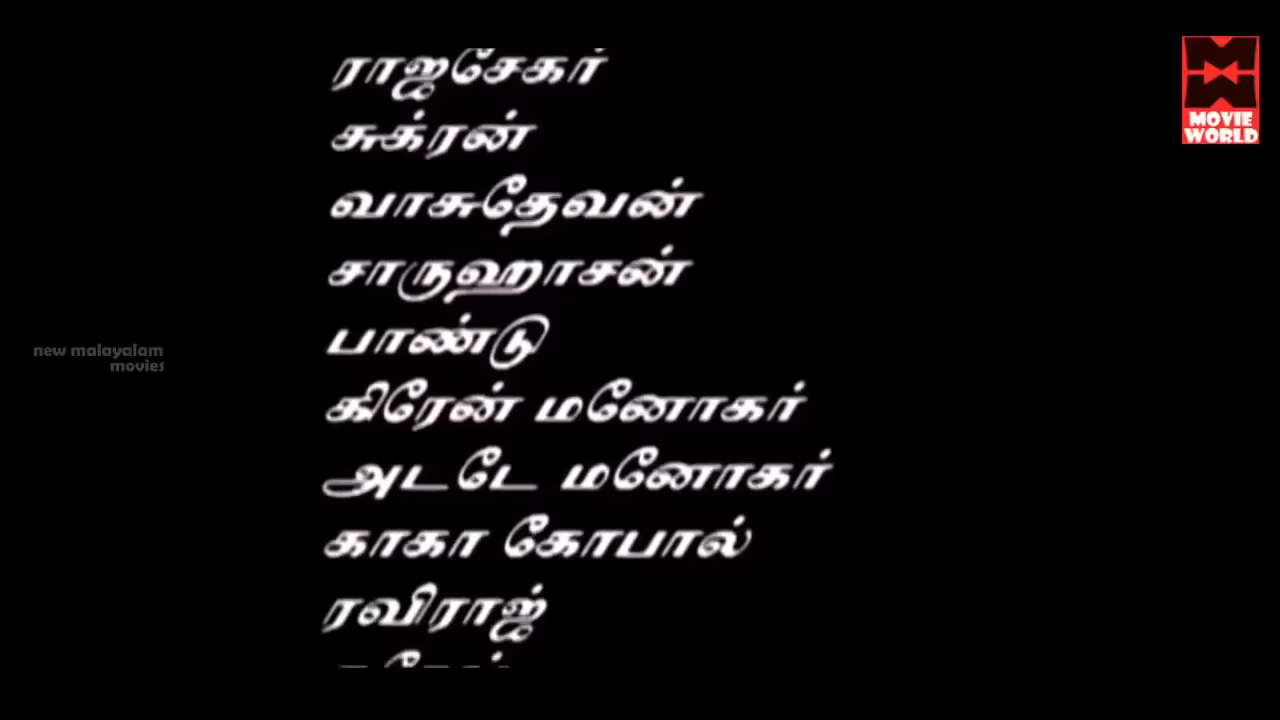 ராஜசேகர்
MOVIE
WORLD
சுக்ரன்
வாசுதேவன்
சாருஹாசன்
பாண்டு
new malayalam
movies
கிரேன் மனோகர்
அடடே மனோகர்
காகா கோபால்
ரவிராஜ்